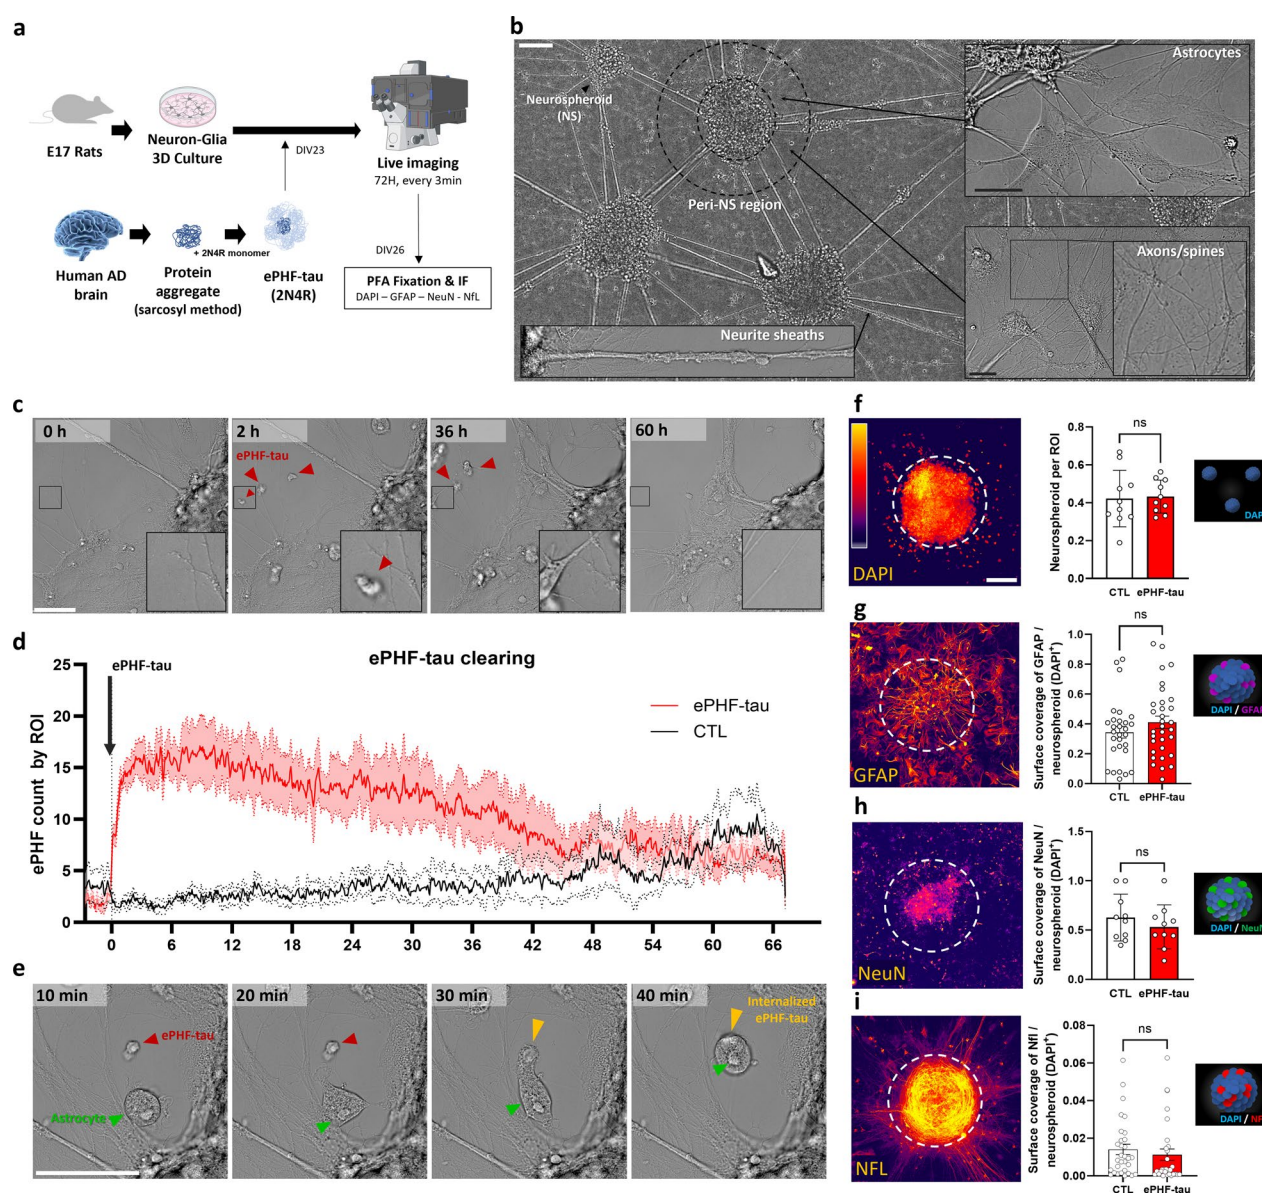 a
E17 Rats
Neuron-Glia
3D Culture
DIV23
Live imaging
72H, every 3min
Human AD
brain
Protein
aggregate
(sarcosyl method)
+ 2N4R monomer
ePHF-tau
(2N4R)
DIV26
PFA Fixation & IF
DAPI – GFAP – NeuN - NfL
b
Neurospheroid
(NS)
Peri-NS region
Astrocytes
Axons/spines
Neurite sheaths
c
0 h
2 h
ePHF-tau
36 h
60 h
d
ePHF-tau clearing
ePHF-tau
ePHF-tau
CTL
ePHF count by ROI
25
20
15
10
5
0
0 6 12 18 24 30 36 42 48 54 60 66
e
10 min
ePHF-tau
Astrocyte
20 min
30 min
40 min
Internalized
ePHF-tau
f
DAPI
Neurospheroid per ROI
0.8
0.6
0.4
0.2
0.0
ns
CTL ePHF-tau
DAPI
g
GFAP
Surface coverage of GFAP /
neurospheroid (DAPI⁺)
1.0
0.8
0.6
0.4
0.2
0.0
ns
CTL ePHF-tau
DAPI / GFAP
h
NeuN
Surface coverage of NeuN /
neurospheroid (DAPI⁺)
1.5
1.0
0.5
0.0
ns
CTL ePHF-tau
DAPI / NeuN
i
NFL
Surface coverage of Nfl /
neurospheroid (DAPI⁺)
0.08
0.06
0.04
0.02
0.00
ns
CTL ePHF-tau
DAPI / NF